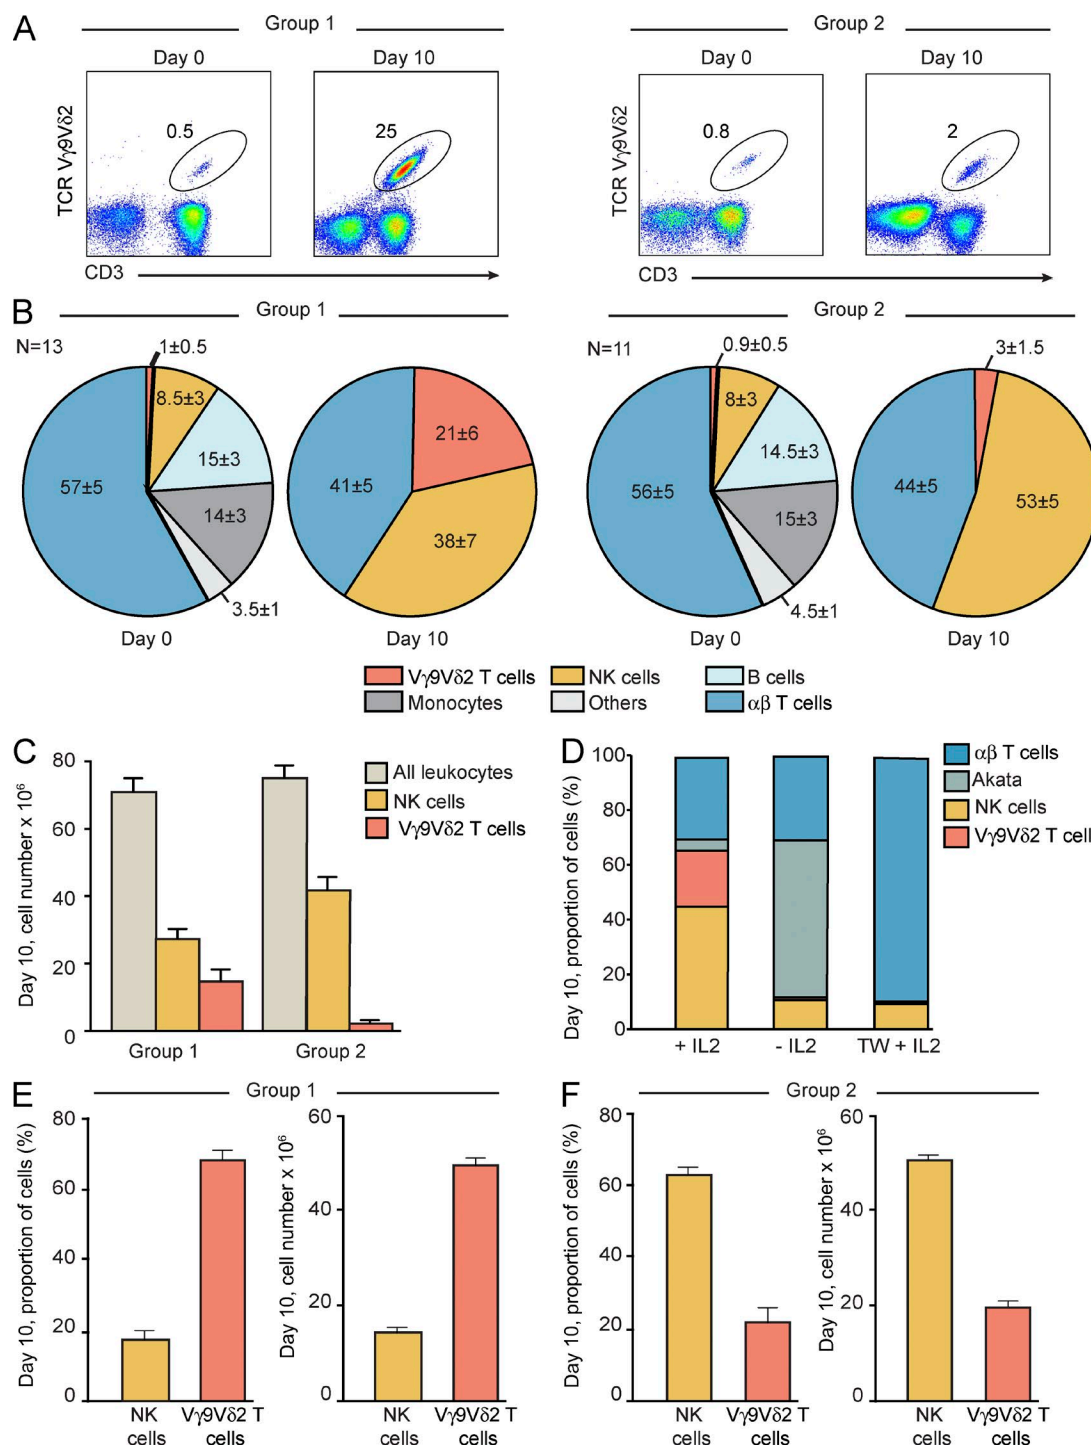 A
Group 1
Group 2
Day 0
Day 10
Day 0
Day 10
TCR Vγ9Vδ2
0.5
25
TCR Vγ9Vδ2
0.8
2
CD3
CD3
B
Group 1
Group 2
N=13
1±0.5
8.5±3
15±3
14±3
3.5±1
57±5
Day 0
21±6
38±7
41±5
Day 10
N=11
0.9±0.5
8±3
14.5±3
15±3
4.5±1
56±5
Day 0
3±1.5
53±5
44±5
Day 10
Vγ9Vδ2 T cells
NK cells
B cells
Monocytes
Others
αβ T cells
C
Day 10, cell number x 10⁶
80
60
40
20
0
All leukocytes
NK cells
Vγ9Vδ2 T cells
Group 1
Group 2
D
Day 10, proportion of cells (%)
100
80
60
40
20
0
αβ T cells
Akata
NK cells
Vγ9Vδ2 T cell
+ IL2
- IL2
TW + IL2
E
Group 1
Day 10, proportion of cells (%)
80
60
40
20
0
NK
cells
Vγ9Vδ2 T
cells
Day 10, cell number x 10⁶
60
40
20
0
NK
cells
Vγ9Vδ2 T
cells
F
Group 2
Day 10, proportion of cells (%)
80
60
40
20
0
NK
cells
Vγ9Vδ2 T
cells
Day 10, cell number x 10⁶
60
40
20
0
NK
cells
Vγ9Vδ2 T
cells